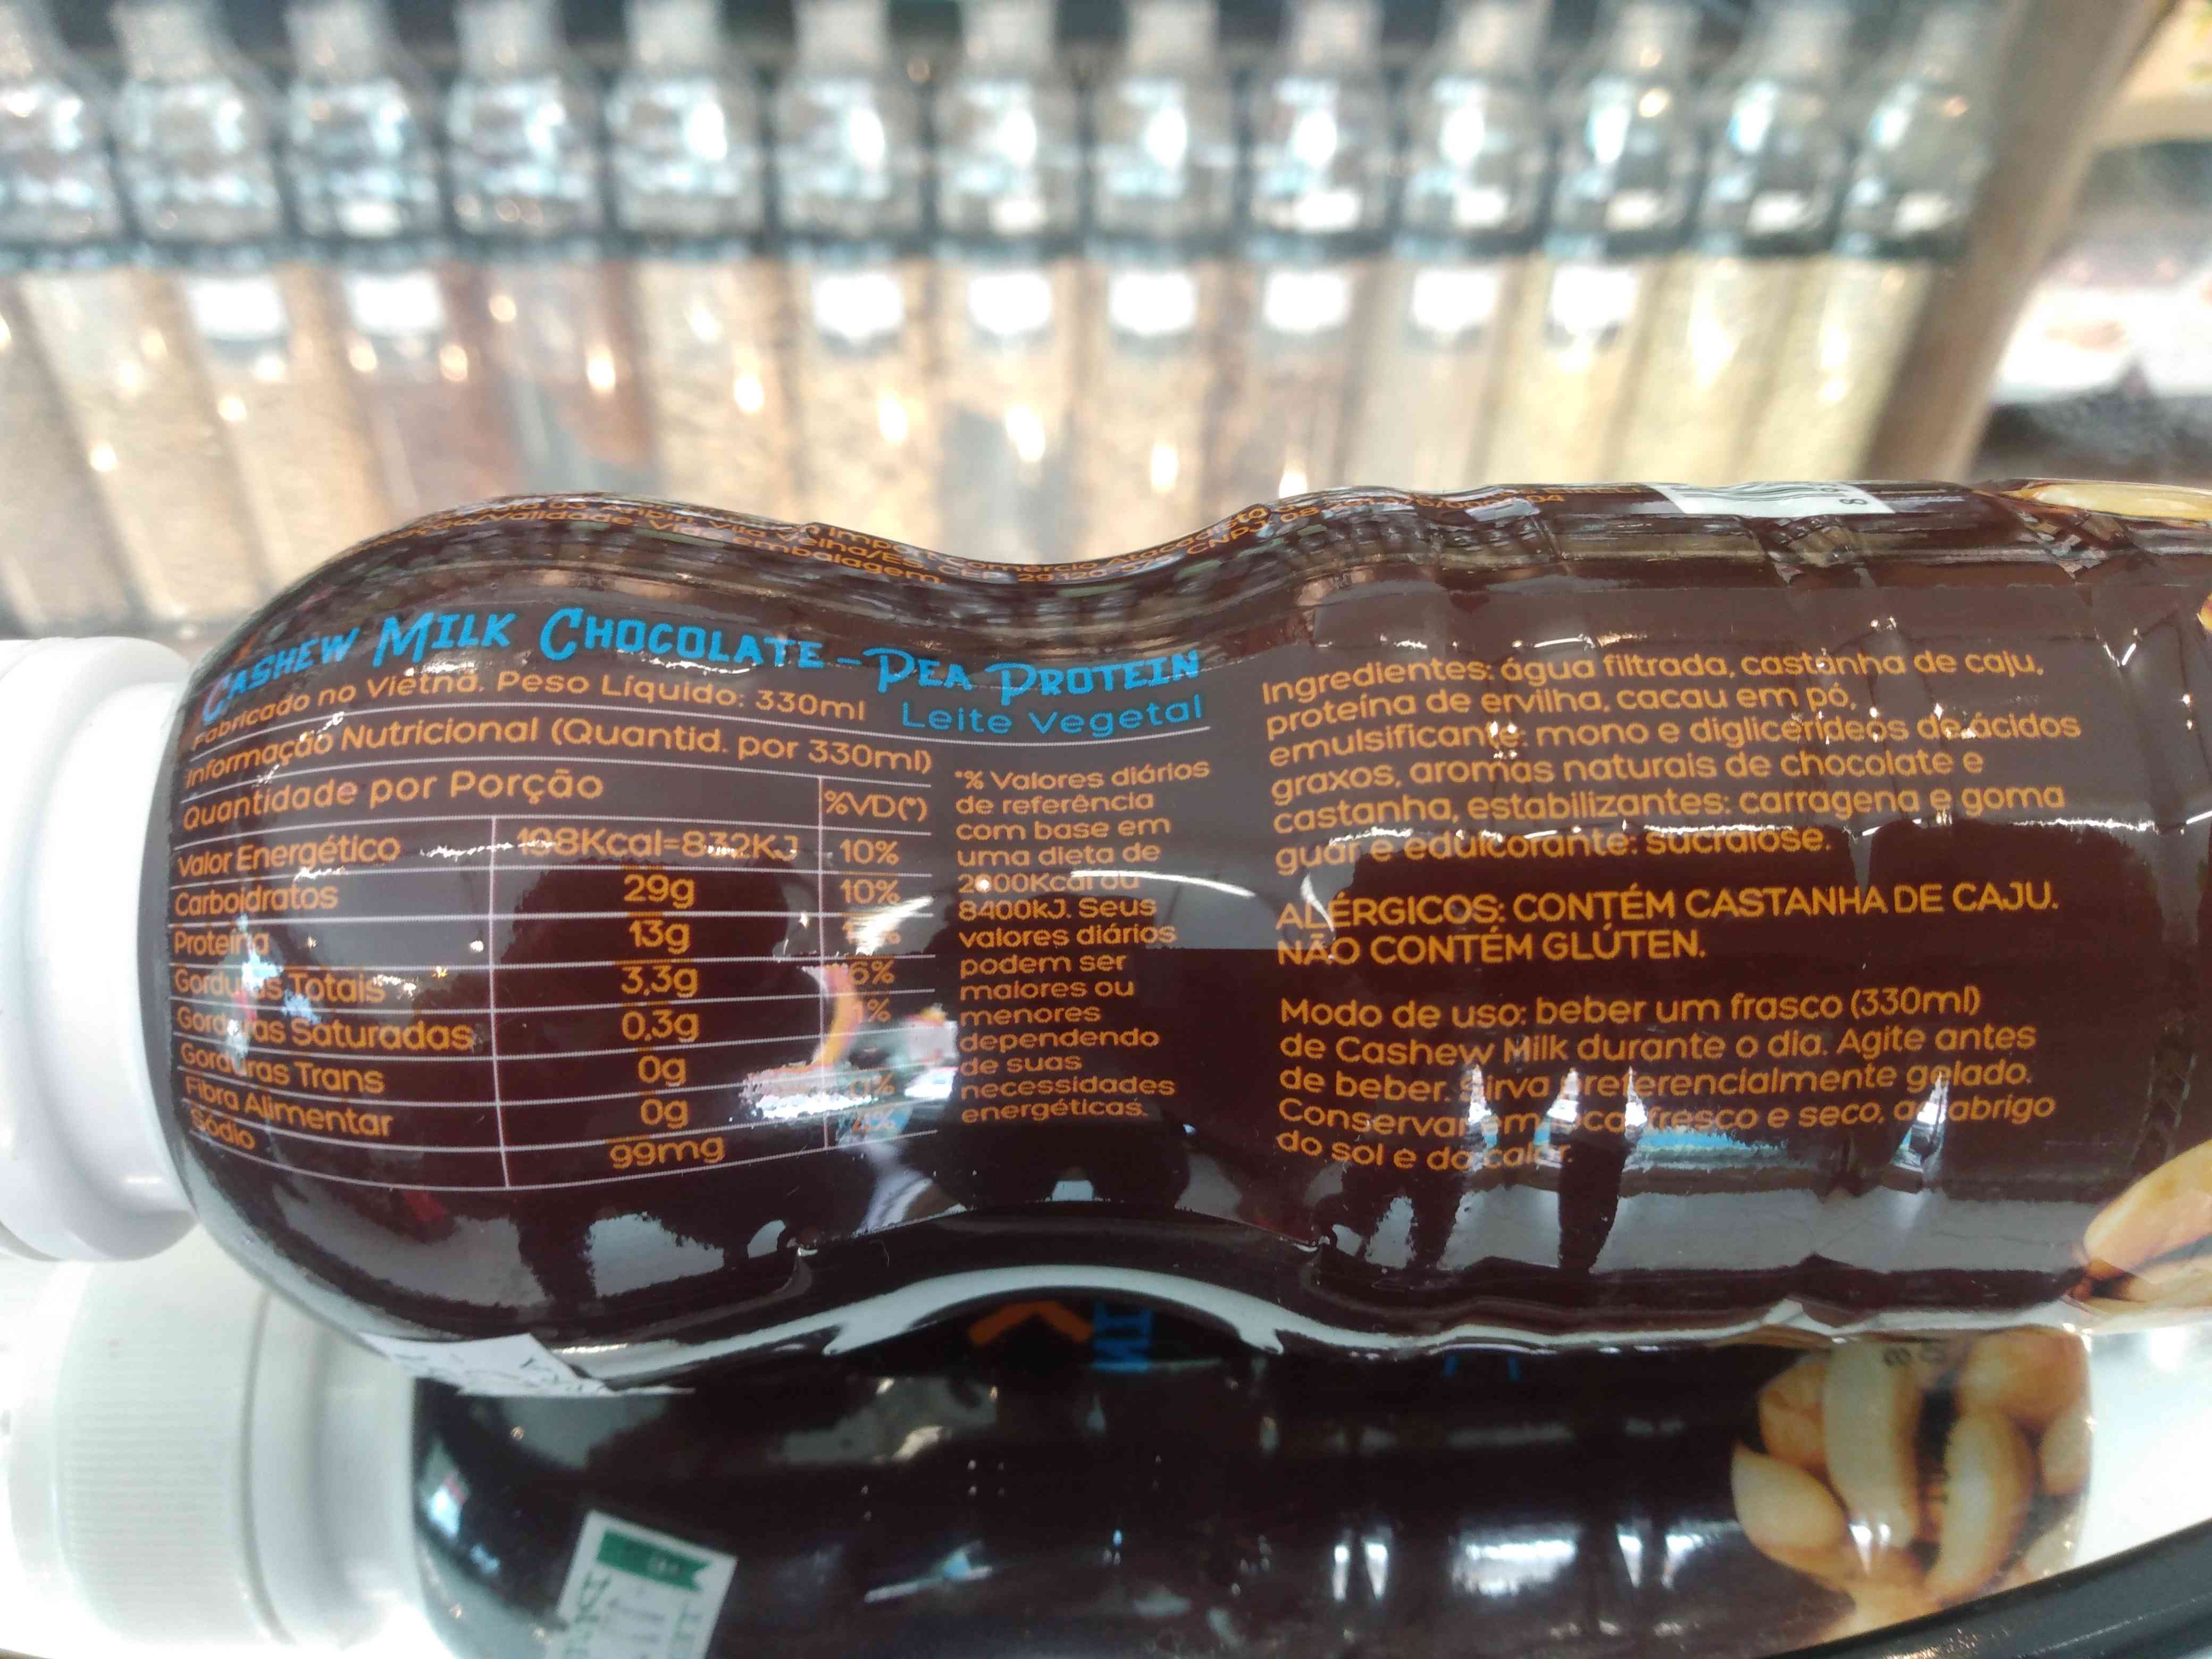 CASHEW MILK CHOCOLATE - PEA PROTEIN
Fabricado no Vietnã. Peso Líquido: 330ml
Leite Vegetal
Informação Nutricional (Quantid. por 330ml)
Quantidade por Porção %VD(*)
Valor Energético 198Kcal=832KJ 10%
Carboidratos 29g 10%
Proteína 13g
Gorduras Totais 3,3g 6%
Gorduras Saturadas 0,3g 1%
Gorduras Trans 0g
Fibra Alimentar 0g 0%
Sódio 99mg 4%
*% Valores diários
de referência
com base em
uma dieta de
2000Kcal ou
8400kJ. Seus
valores diários
podem ser
maiores ou
menores
dependendo
de suas
necessidades
energéticas.
Ingredientes: água filtrada, castanha de caju,
proteína de ervilha, cacau em pó,
emulsificante: mono e diglicerídeos de ácidos
graxos, aromas naturais de chocolate e
castanha, estabilizantes: carragena e goma
guar e edulcorante: sucralose.
ALÉRGICOS: CONTÉM CASTANHA DE CAJU.
NÃO CONTÉM GLÚTEN.
Modo de uso: beber um frasco (330ml)
de Cashew Milk durante o dia. Agite antes
de beber. Sirva preferencialmente gelado.
Conservar em local fresco e seco, ao abrigo
do sol e do calor.